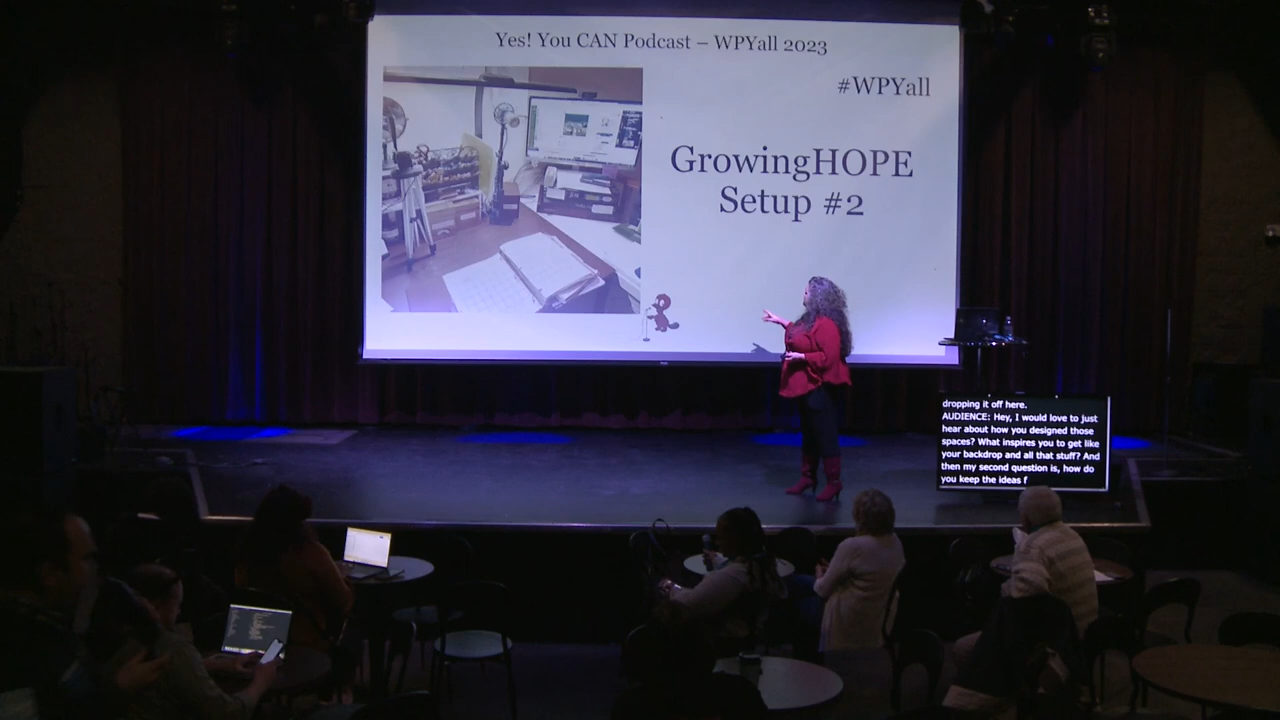 Yes! You CAN Podcast – WPYall 2023
#WPYall
GrowingHOPE
Setup #2
dropping it off here.
AUDIENCE: Hey, I would love to just
hear about how you designed those
spaces? What inspires you to get like
your backdrop and all that stuff? And
then my second question is, how do
you keep the ideas f